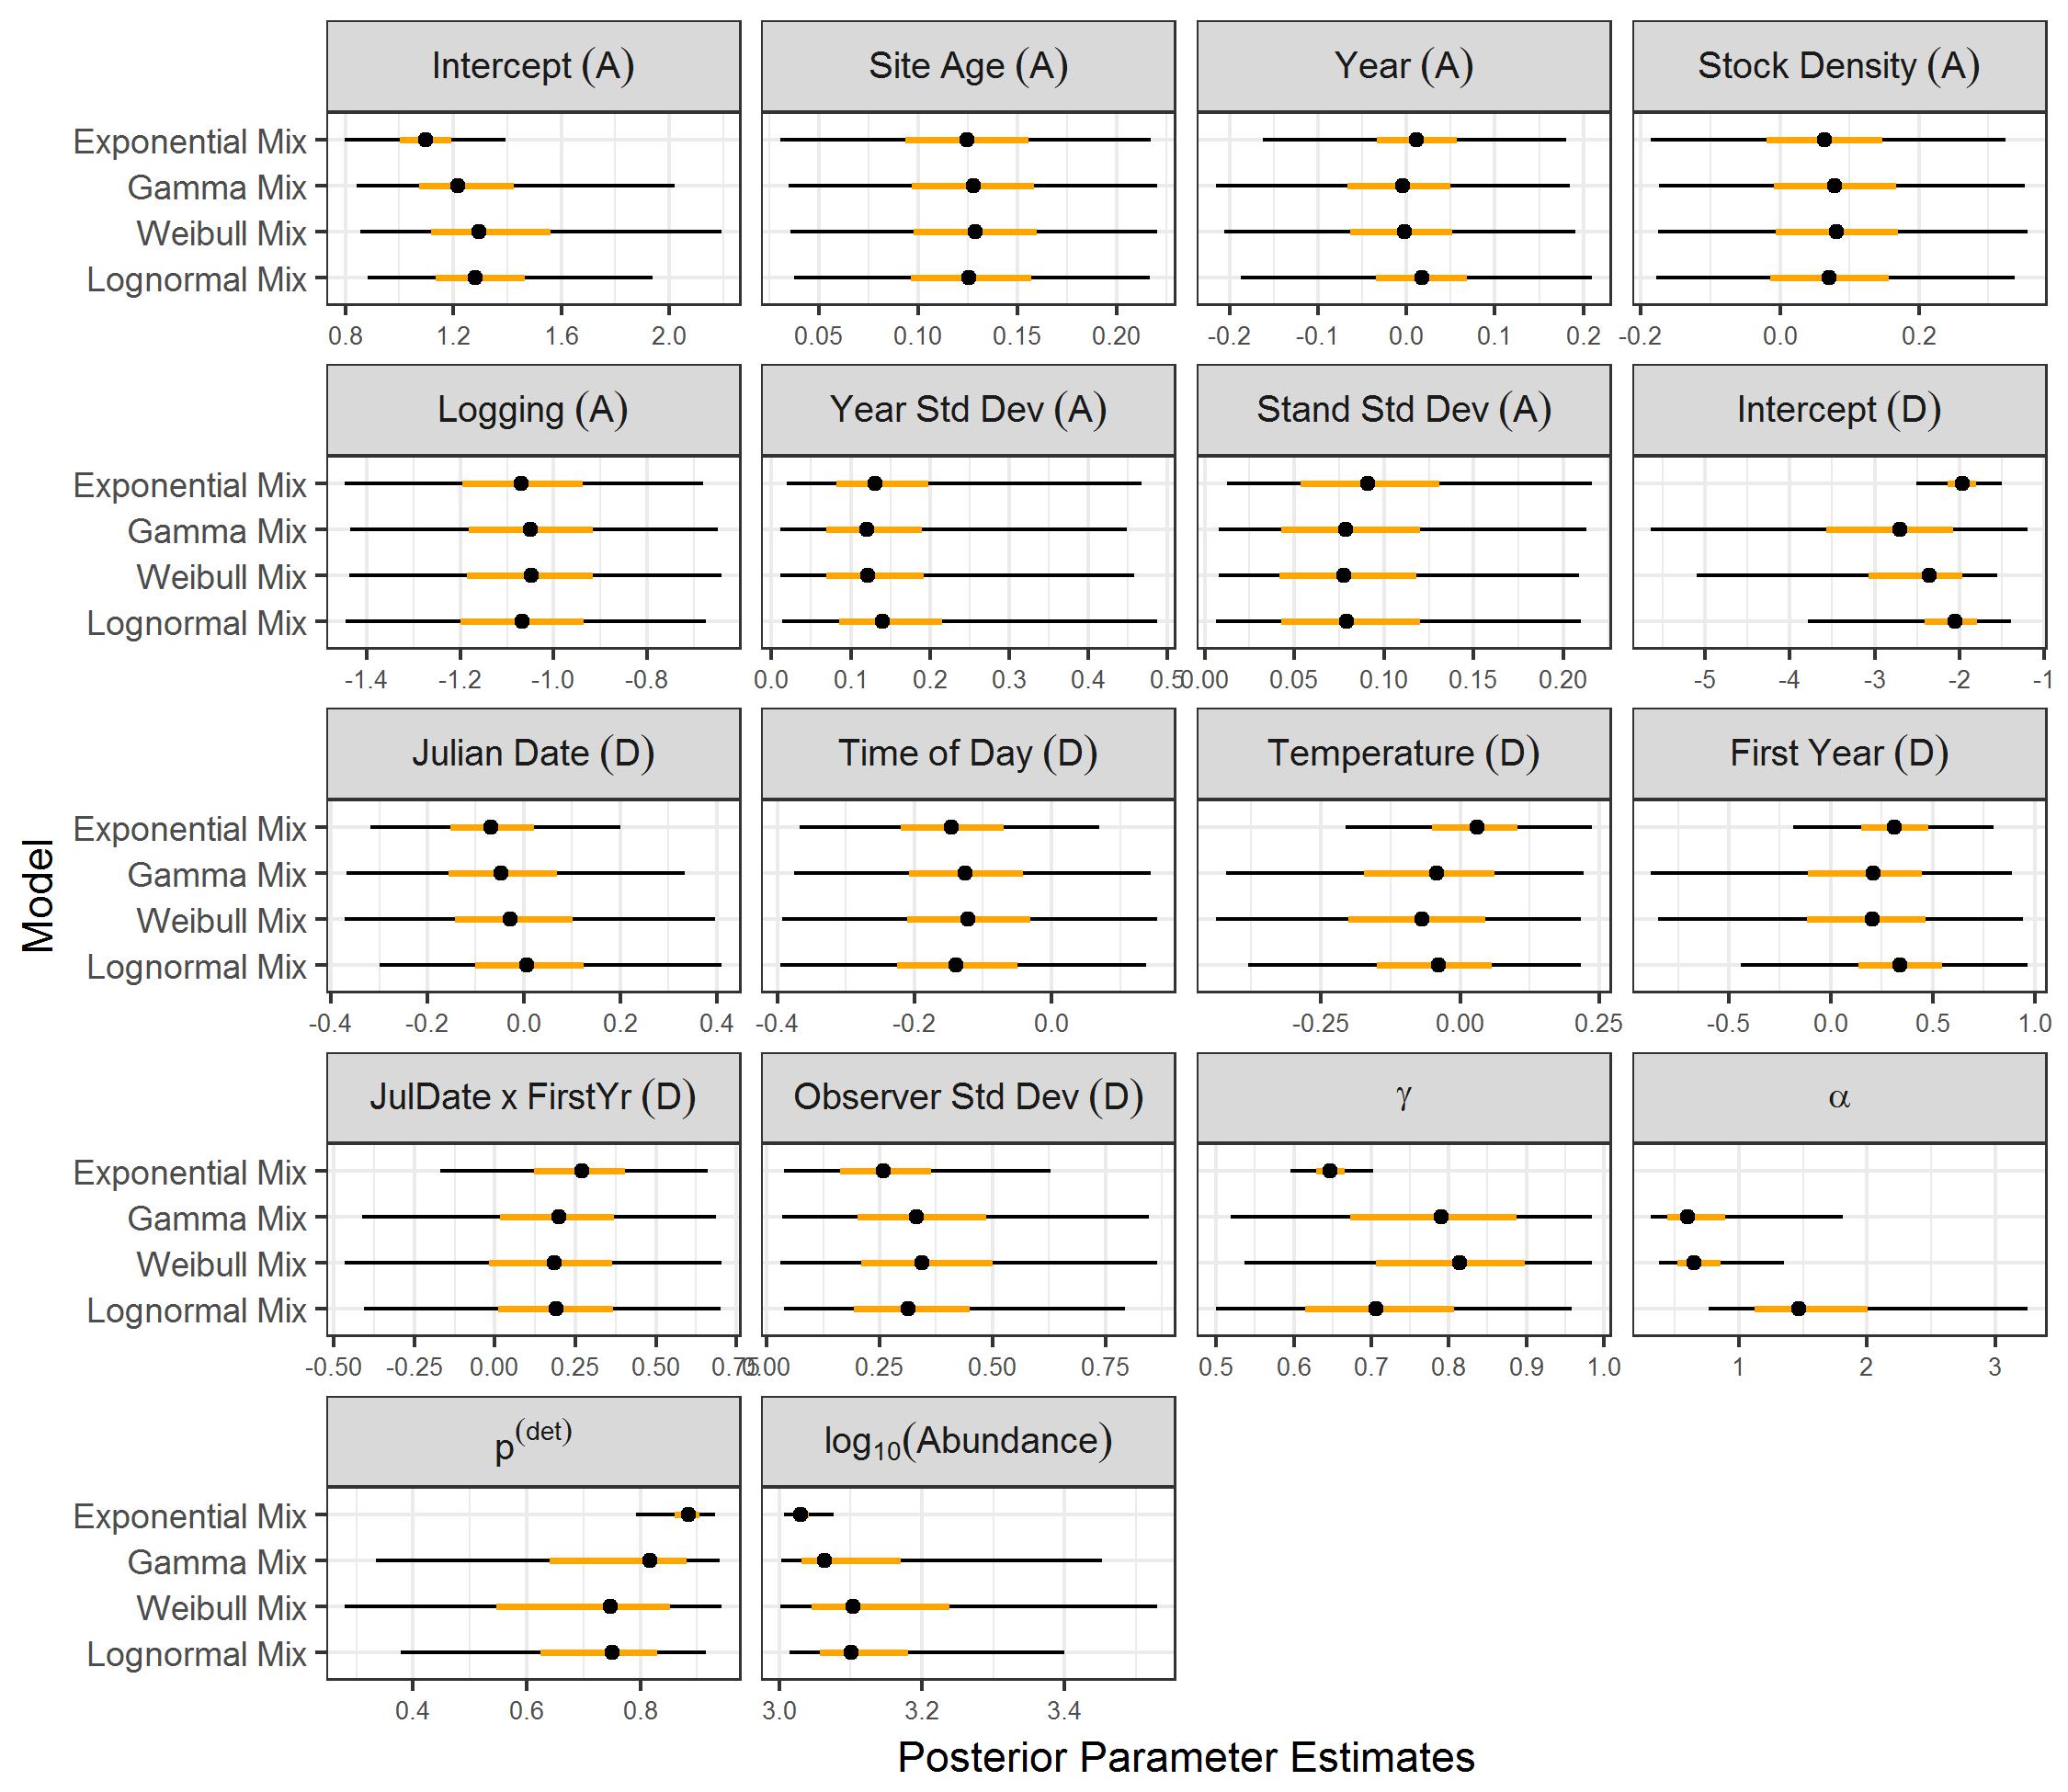 Intercept (A) Site Age (A) Year (A) Stock Density (A)
Exponential Mix
Gamma Mix
Weibull Mix
Lognormal Mix
0.8 1.2 1.6 2.0 0.05 0.10 0.15 0.20 -0.2 -0.1 0.0 0.1 0.2 -0.2 0.0 0.2
Logging (A) Year Std Dev (A) Stand Std Dev (A) Intercept (D)
Exponential Mix
Gamma Mix
Weibull Mix
Lognormal Mix
-1.4 -1.2 -1.0 -0.8 0.0 0.1 0.2 0.3 0.4 0.5 0.00 0.05 0.10 0.15 0.20 -5 -4 -3 -2 -1
Julian Date (D) Time of Day (D) Temperature (D) First Year (D)
Exponential Mix
Gamma Mix
Weibull Mix
Lognormal Mix
-0.4 -0.2 0.0 0.2 0.4 -0.4 -0.2 0.0 -0.25 0.00 0.25 -0.5 0.0 0.5 1.0
Model
JulDate x FirstYr (D) Observer Std Dev (D) γ α
Exponential Mix
Gamma Mix
Weibull Mix
Lognormal Mix
-0.50 -0.25 0.00 0.25 0.50 0.75 0.00 0.25 0.50 0.75 0.5 0.6 0.7 0.8 0.9 1.0 1 2 3
p(det) log10(Abundance)
Exponential Mix
Gamma Mix
Weibull Mix
Lognormal Mix
0.4 0.6 0.8 3.0 3.2 3.4
Posterior Parameter Estimates